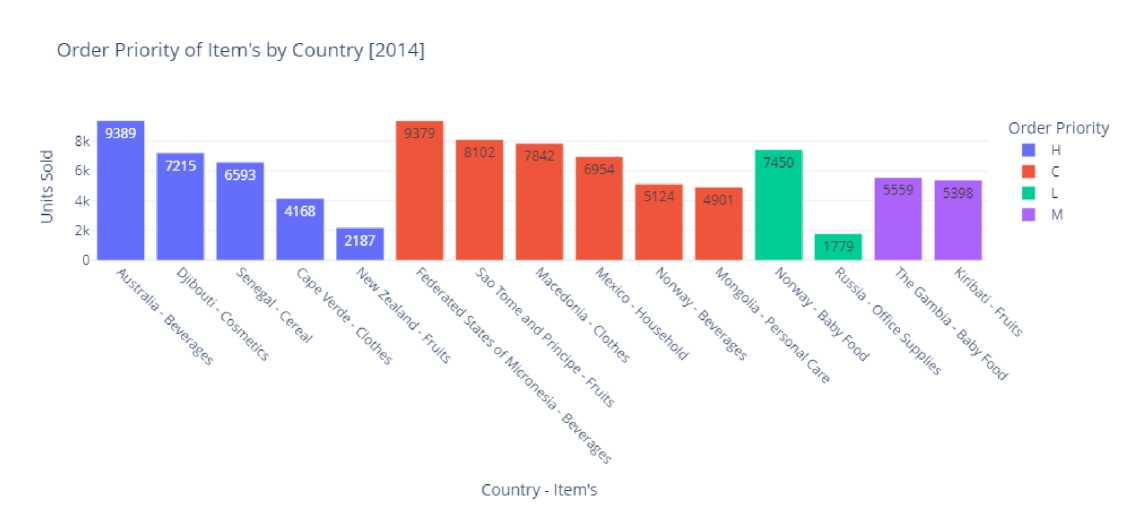 Order Priority of Item's by Country [2014]
Units Sold
8k
6k
4k
2k
0
9389
7215
6593
4168
2187
9379
8102
7842
6954
5124
4901
7450
1779
5559
5398
Australia - Beverages
Djibouti - Cosmetics
Senegal - Cereal
Cape Verde - Clothes
New Zealand - Fruits
Federated States of Micronesia - Beverages
Sao Tome and Principe - Fruits
Macedonia - Clothes
Mexico - Household
Norway - Beverages
Mongolia - Personal Care
Norway - Baby Food
Russia - Office Supplies
The Gambia - Baby Food
Kiribati - Fruits
Country - Item's
Order Priority
H
C
L
M